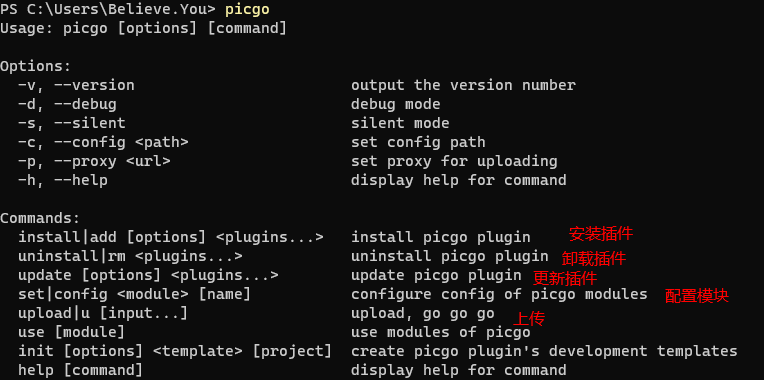 PS C:\Users\Believe.You> picgo
Usage: picgo [options] [command]
Options:
-v, --version output the version number
-d, --debug debug mode
-s, --silent silent mode
-c, --config <path> set config path
-p, --proxy <url> set proxy for uploading
-h, --help display help for command
Commands:
install|add [options] <plugins...> install picgo plugin 安装插件
uninstall|rm <plugins...> uninstall picgo plugin 卸载插件
update [options] <plugins...> update picgo plugin 更新插件
set|config <module> [name] configure config of picgo modules 配置模块
upload|u [input...] upload, go go go 上传
use [module] use modules of picgo
init [options] <template> [project] create picgo plugin's development templates
help [command] display help for command